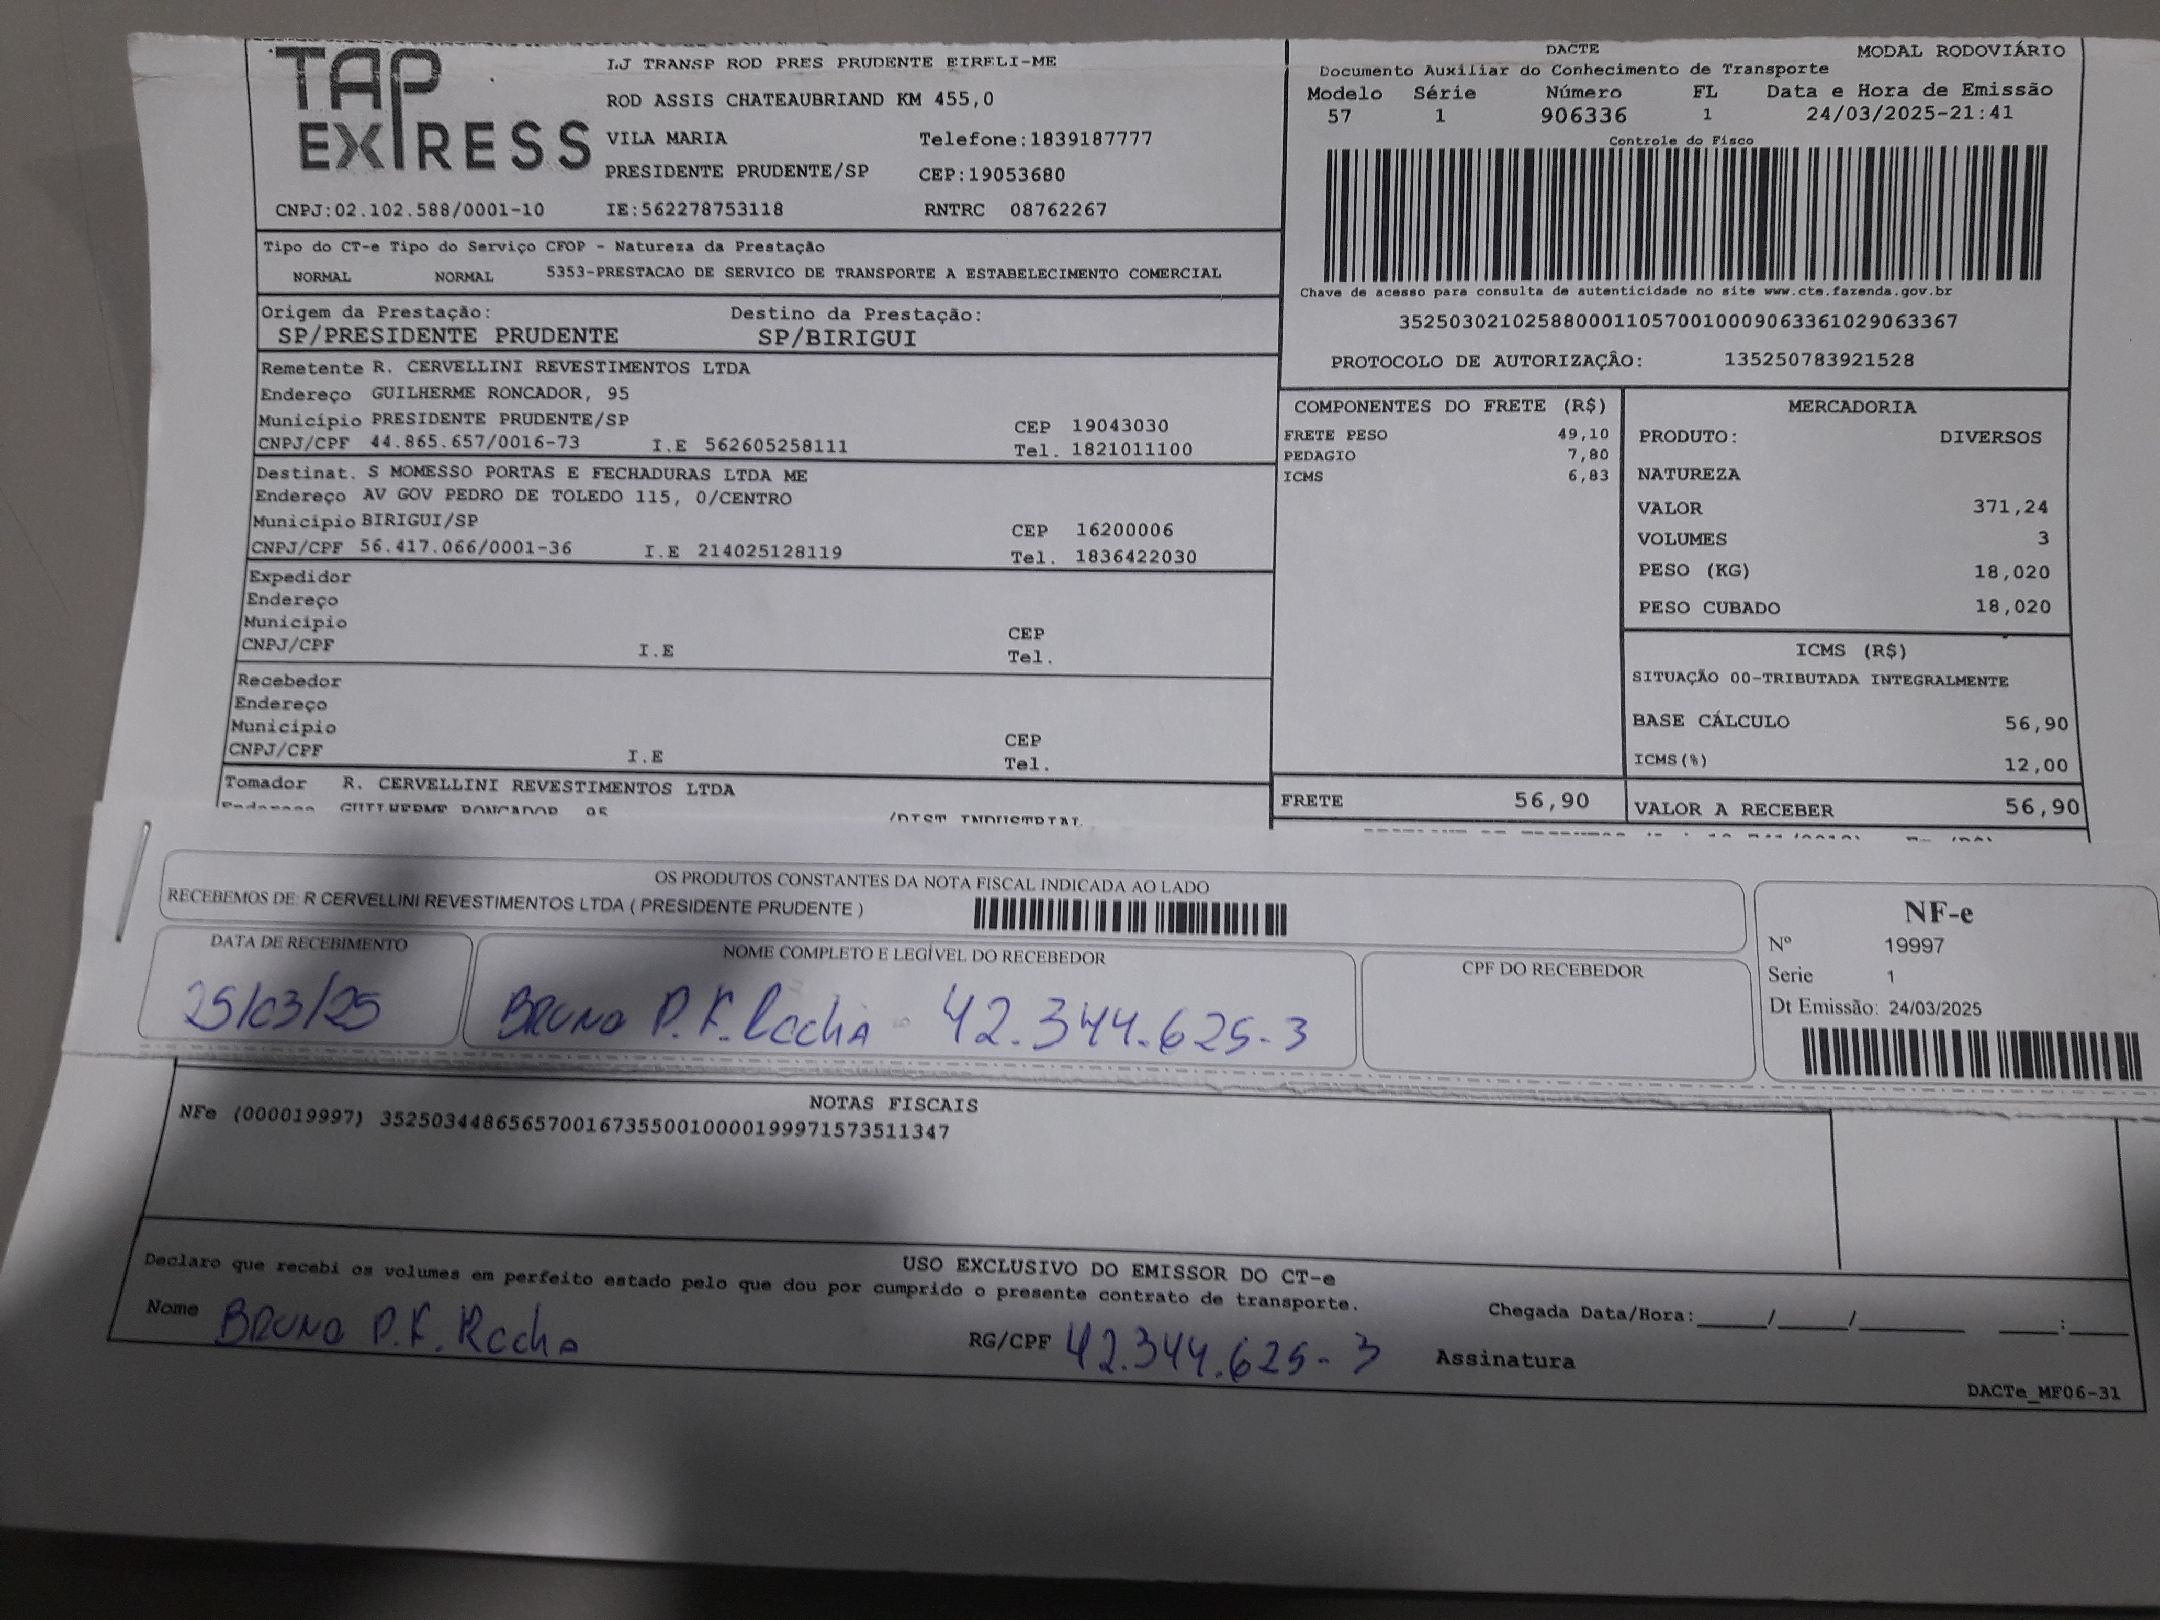 TAP EXPRESS
LJ TRANSP ROD PRES PRUDENTE EIRELI-ME
ROD ASSIS CHATEAUBRIAND KM 455,0
VILA MARIA Telefone:1839187777
PRESIDENTE PRUDENTE/SP CEP:19053680
CNPJ:02.102.588/0001-10 IE:562278753118 RNTRC 08762267
DACTE MODAL RODOVIÁRIO
Documento Auxiliar do Conhecimento de Transporte
Modelo Série Número FL Data e Hora de Emissão
57 1 906336 1 24/03/2025-21:41
Controle do Fisco
Chave de acesso para consulta de autenticidade no site www.cte.fazenda.gov.br
35250302102588000110570010009063361029063367
PROTOCOLO DE AUTORIZAÇÃO: 135250783921528
Tipo do CT-e Tipo do Serviço CFOP - Natureza da Prestação
NORMAL NORMAL 5353-PRESTACAO DE SERVICO DE TRANSPORTE A ESTABELECIMENTO COMERCIAL
Origem da Prestação: Destino da Prestação:
SP/PRESIDENTE PRUDENTE SP/BIRIGUI
Remetente R. CERVELLINI REVESTIMENTOS LTDA
Endereço GUILHERME RONCADOR, 95
Município PRESIDENTE PRUDENTE/SP CEP 19043030
CNPJ/CPF 44.865.657/0016-73 I.E 562605258111 Tel. 1821011100
Destinat. S MOMESSO PORTAS E FECHADURAS LTDA ME
Endereço AV GOV PEDRO DE TOLEDO 115, 0/CENTRO
Município BIRIGUI/SP CEP 16200006
CNPJ/CPF 56.417.066/0001-36 I.E 214025128119 Tel. 1836422030
Expedidor
Endereço
Município CEP
CNPJ/CPF I.E Tel.
Recebedor
Endereço
Município CEP
CNPJ/CPF I.E Tel.
Tomador R. CERVELLINI REVESTIMENTOS LTDA
Endereço GUILHERME RONCADOR, 95 /DIST INDUSTRIAL
COMPONENTES DO FRETE (R$)
FRETE PESO 49,10
PEDAGIO 7,80
ICMS 6,83
FRETE 56,90
MERCADORIA
PRODUTO: DIVERSOS
NATUREZA
VALOR 371,24
VOLUMES 3
PESO (KG) 18,020
PESO CUBADO 18,020
ICMS (R$)
SITUAÇÃO 00-TRIBUTADA INTEGRALMENTE
BASE CÁLCULO 56,90
ICMS(%) 12,00
VALOR A RECEBER 56,90
OS PRODUTOS CONSTANTES DA NOTA FISCAL INDICADA AO LADO
RECEBEMOS DE: R CERVELLINI REVESTIMENTOS LTDA ( PRESIDENTE PRUDENTE )
DATA DE RECEBIMENTO
25/03/25
NOME COMPLETO E LEGÍVEL DO RECEBEDOR
BRUNO P. F. Rocha 42.344.625-3
CPF DO RECEBEDOR
NF-e
Nº 19997
Serie 1
Dt Emissão: 24/03/2025
NOTAS FISCAIS
NFe (000019997) 35250344865657001673550010000199971573511347
USO EXCLUSIVO DO EMISSOR DO CT-e
Declaro que recebi os volumes em perfeito estado pelo que dou por cumprido o presente contrato de transporte.
Nome BRUNO P. F. Rocha RG/CPF 42.344.625-3
Chegada Data/Hora:_____/_____/_______ ____:____
Assinatura
DACTe_MF06-31